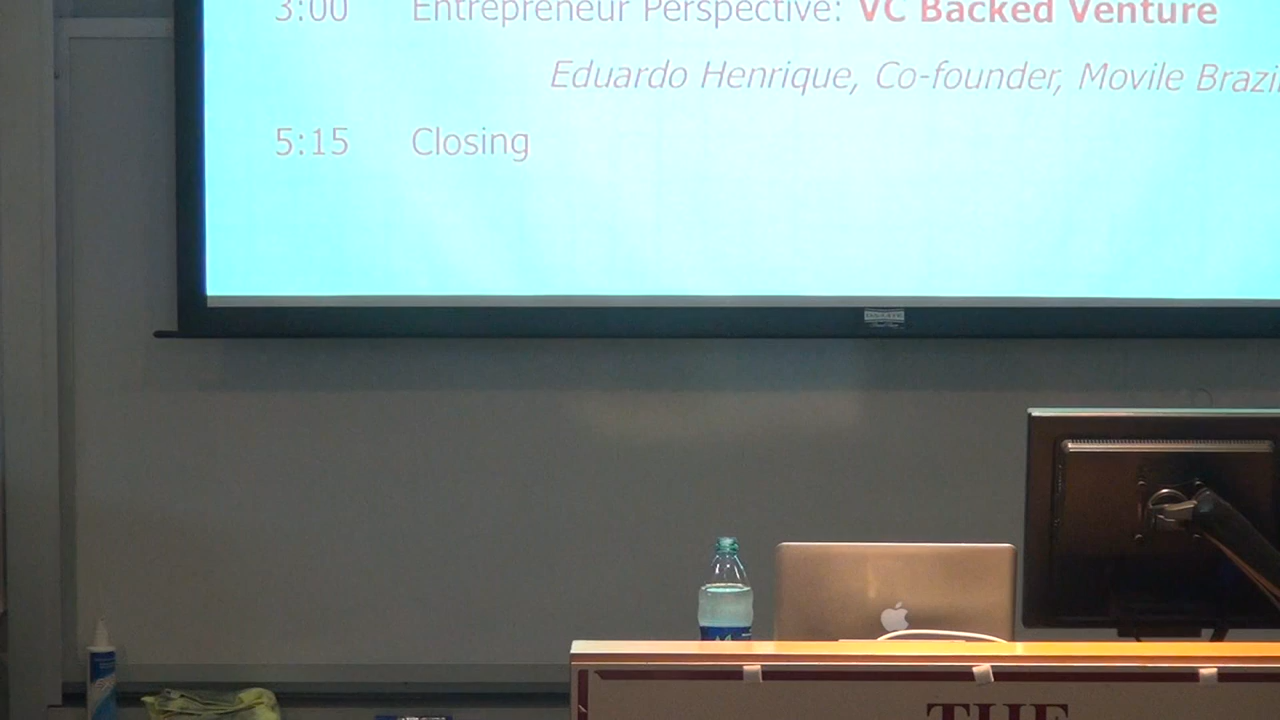 3:00 Entrepreneur Perspective: VC Backed Venture
Eduardo Henrique, Co-founder, Movile Brazi
5:15 Closing
THE